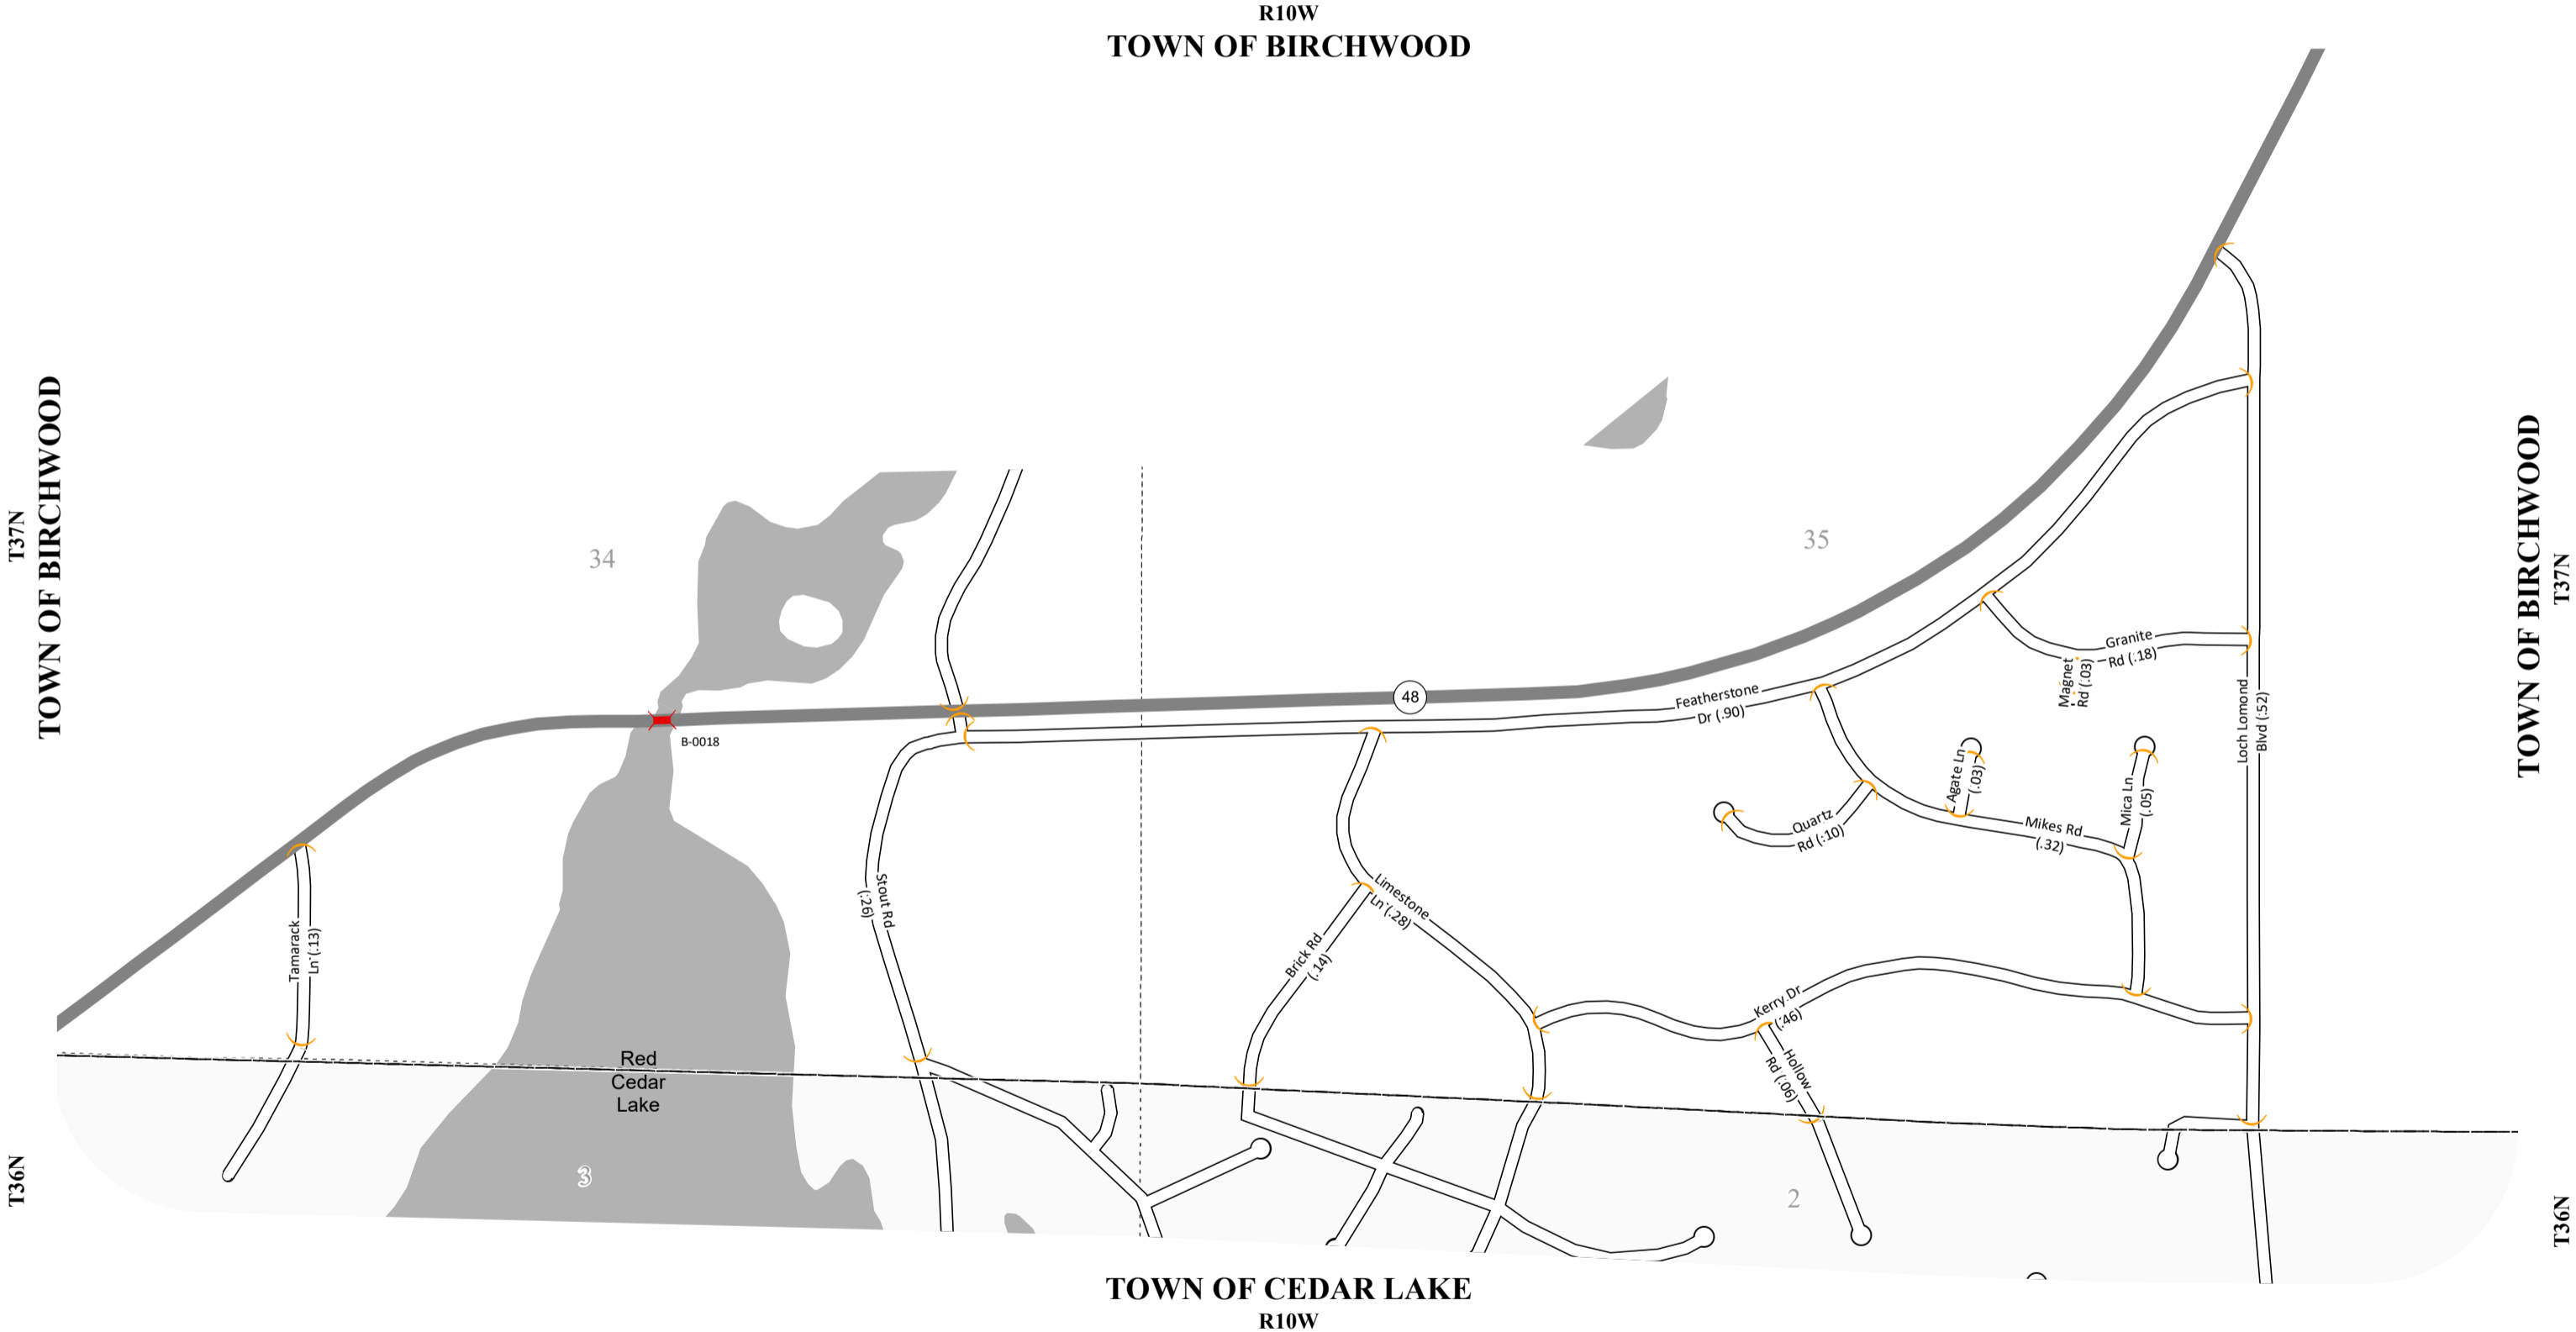 R10W
TOWN OF BIRCHWOOD
T37N
TOWN OF BIRCHWOOD
34
35
48
B-0018
Featherstone
Dr (.90)
Granite
Rd (.18)
Magnet
Rd (.03)
Loch Lomond
Blvd (.52)
TOWN OF BIRCHWOOD
T37N
Agate Ln
(.03)
Mica Ln
(.05)
Quartz
Rd (.10)
Mikes Rd
(.32)
Stout Rd
(.26)
Limestone
Ln (.28)
Tamarack
Ln (.13)
Brick Rd
(.14)
Kerry Dr
(.46)
Hollow
Rd (.06)
Red
Cedar
Lake
3
2
T36N
T36N
TOWN OF CEDAR LAKE
R10W